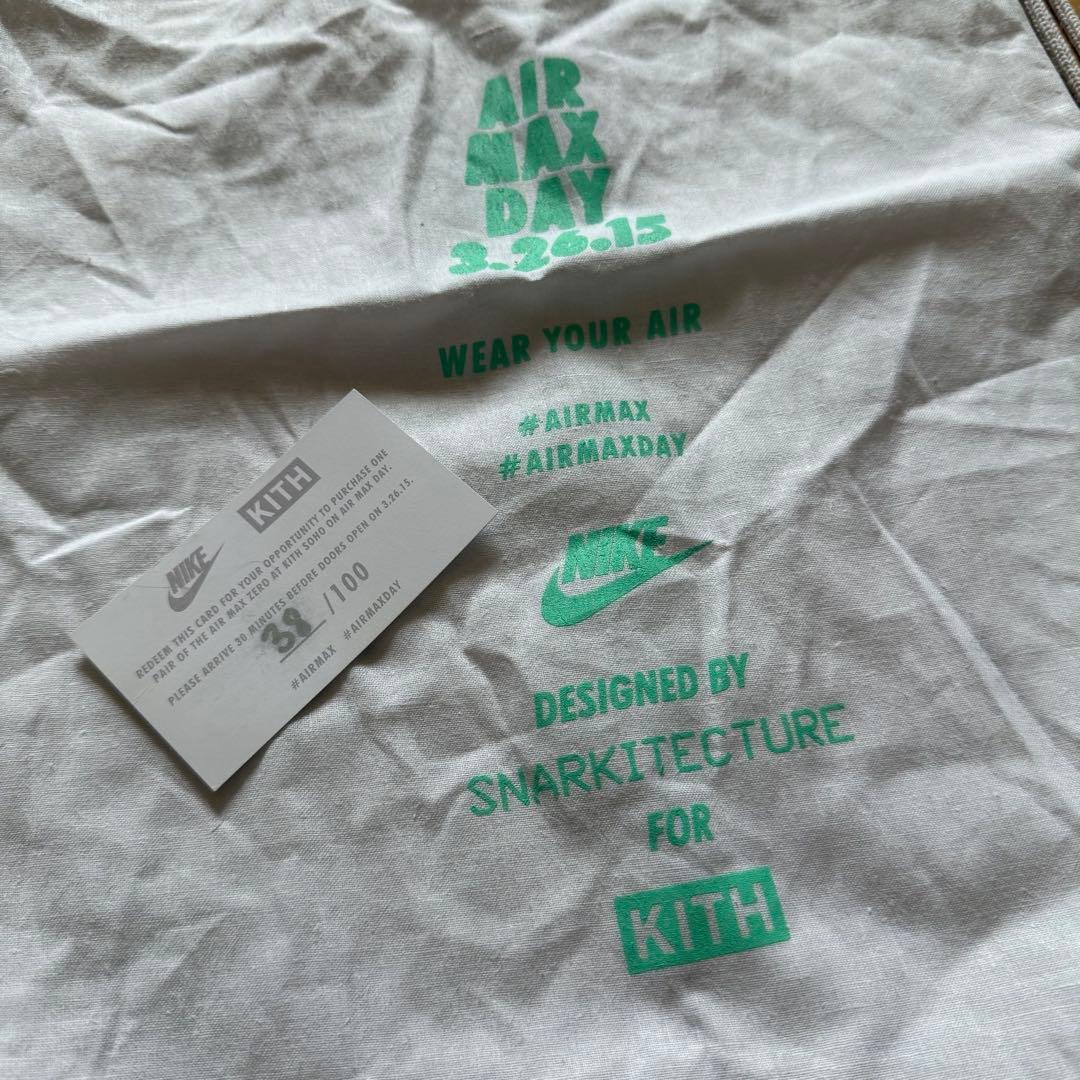 AIR
MAX
DAY
3.26.15
WEAR YOUR AIR
#AIRMAX
#AIRMAXDAY
NIKE
DESIGNED BY
SNARKITECTURE
FOR
KITH
NIKE KITH
REDEEM THIS CARD FOR YOUR OPPORTUNITY TO PURCHASE ONE
PAIR OF THE AIR MAX ZERO AT KITH SOHO ON AIR MAX DAY.
PLEASE ARRIVE 30 MINUTES BEFORE DOORS OPEN ON 3.26.15.
38/100
#AIRMAX #AIRMAXDAY